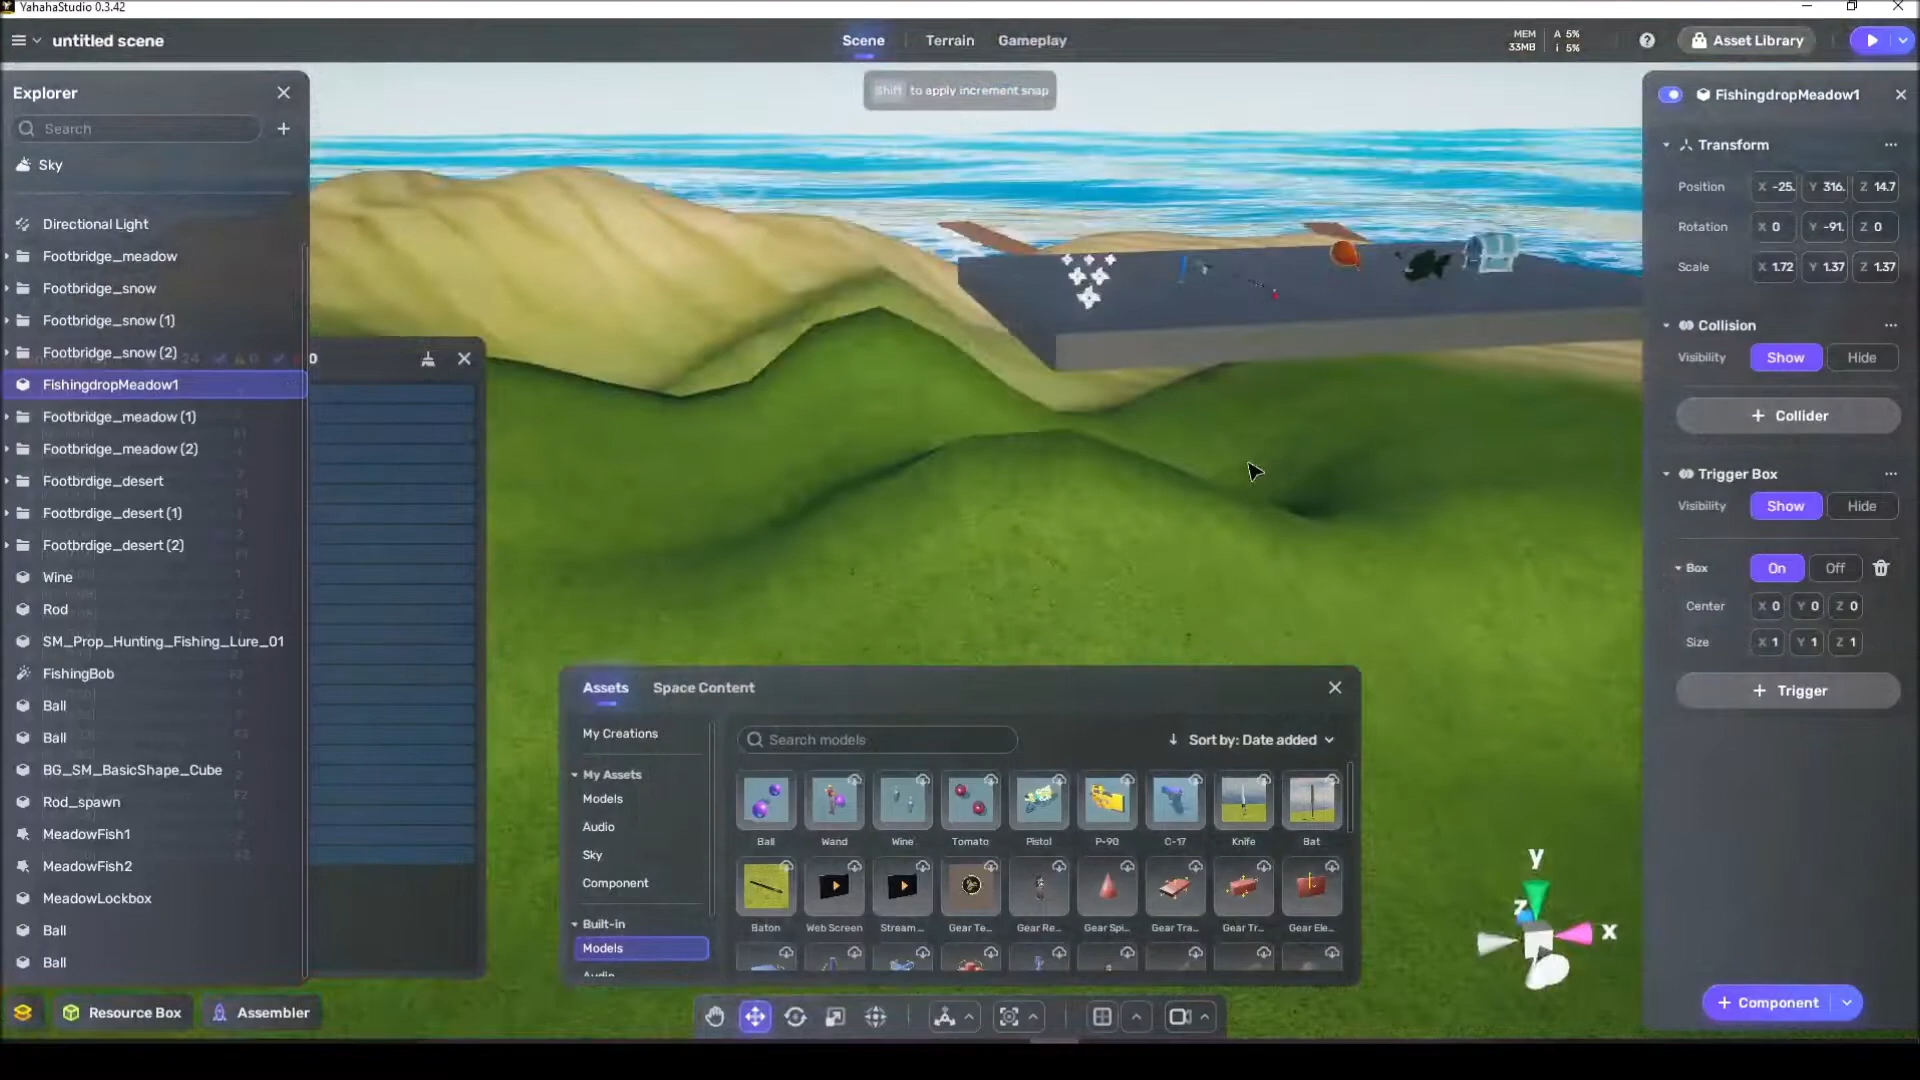 YahahaStudio 0.3.42
untitled scene
Scene
Terrain
Gameplay
MEM
33MB
A 5%
i 5%
Asset Library
Shift to apply increment snap
Explorer
Search
Sky
Directional Light
Footbridge_meadow
Footbridge_snow
Footbridge_snow (1)
Footbridge_snow (2)
FishingdropMeadow1
Footbridge_meadow (1)
Footbridge_meadow (2)
Footbrdige_desert
Footbrdige_desert (1)
Footbrdige_desert (2)
Wine
Rod
SM_Prop_Hunting_Fishing_Lure_01
FishingBob
Ball
Ball
BG_SM_BasicShape_Cube
Rod_spawn
MeadowFish1
MeadowFish2
MeadowLockbox
Ball
Ball
Resource Box
Assembler
Assets
Space Content
My Creations
My Assets
Models
Audio
Sky
Component
Built-in
Models
Audio
Search models
Sort by: Date added
Ball
Wand
Wine
Tomato
Pistol
P-90
C-17
Knife
Bat
Baton
Web Screen
Stream ...
Gear Te...
Gear Re...
Gear Spi...
Gear Tra...
Gear Tr...
Gear Ele...
y
z
x
FishingdropMeadow1
Transform
Position X -25. Y 316. Z 14.7
Rotation X 0 Y -91. Z 0
Scale X 1.72 Y 1.37 Z 1.37
Collision
Visibility Show Hide
+ Collider
Trigger Box
Visibility Show Hide
Box On Off
Center X 0 Y 0 Z 0
Size X 1 Y 1 Z 1
+ Trigger
+ Component